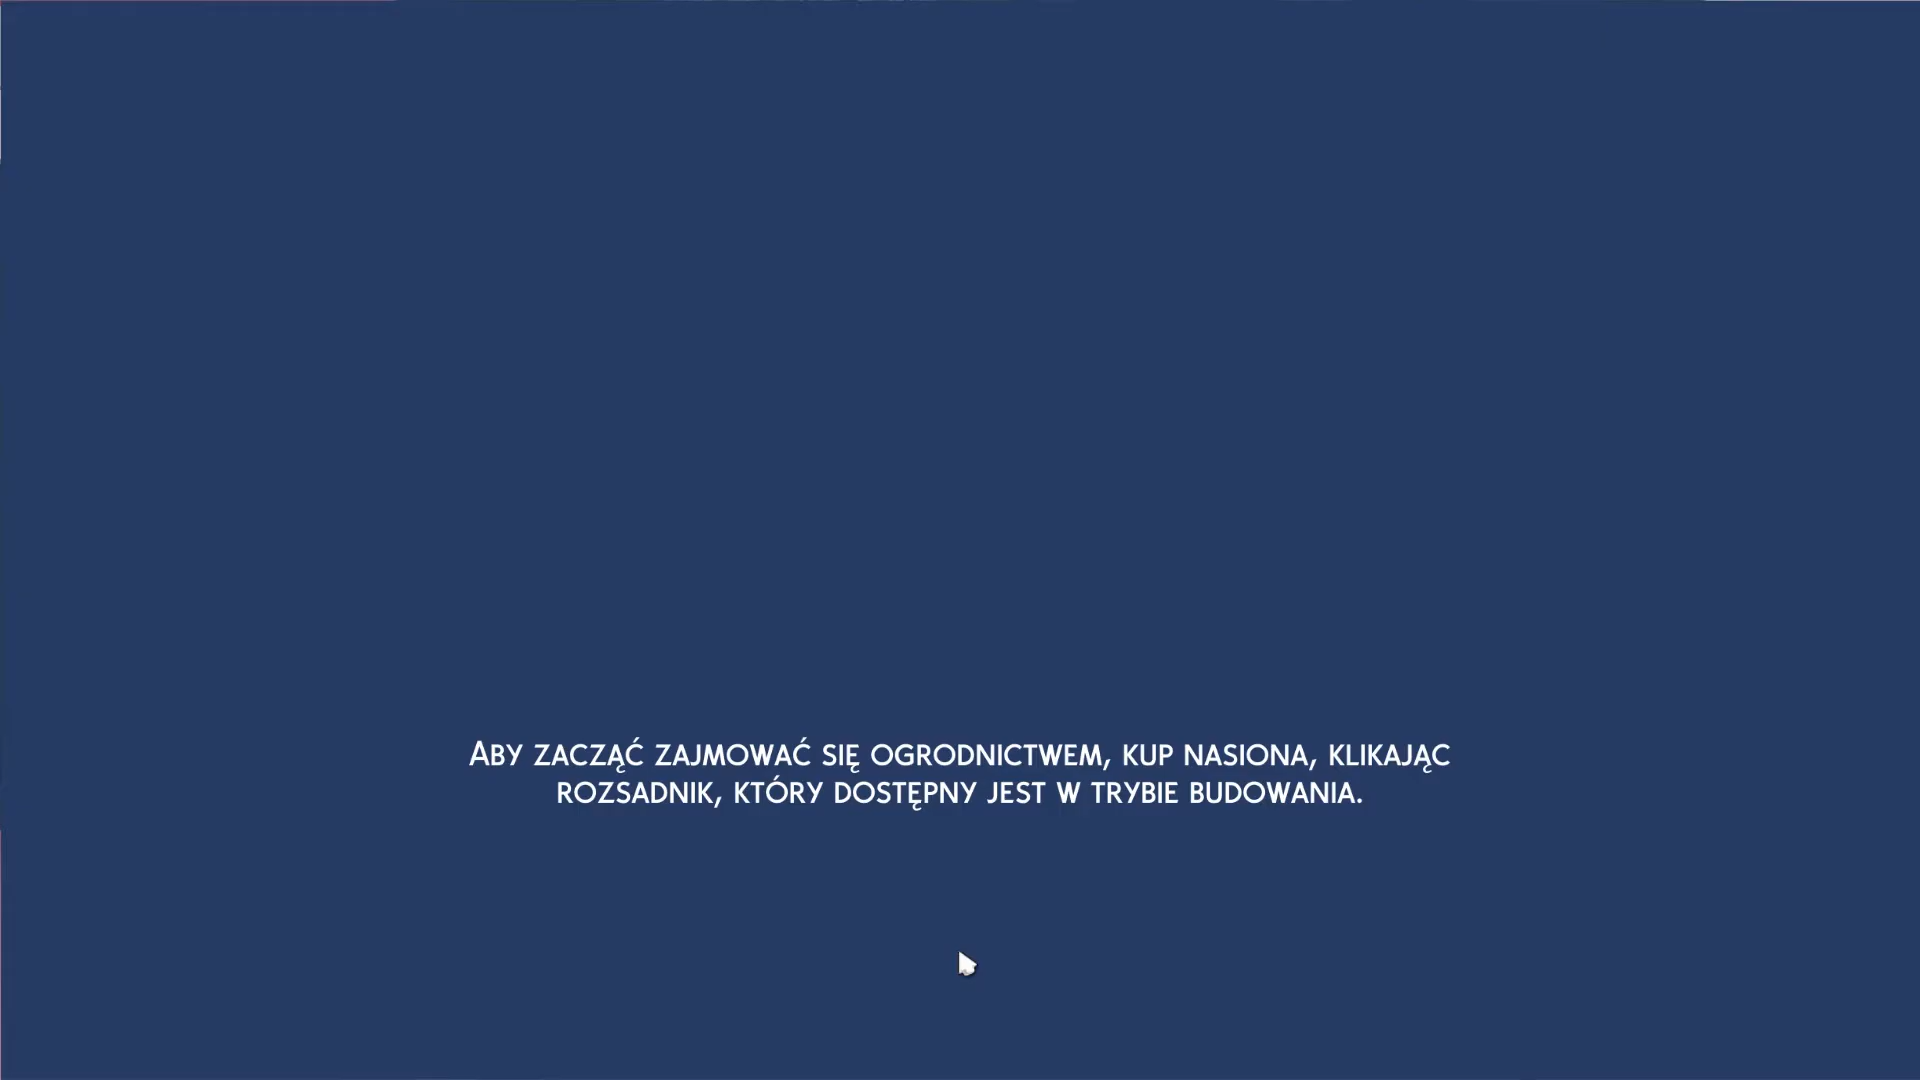 Aby zacząć zajmować się ogrodnictwem, kup nasiona, klikając
rozsadnik, który dostępny jest w trybie budowania.